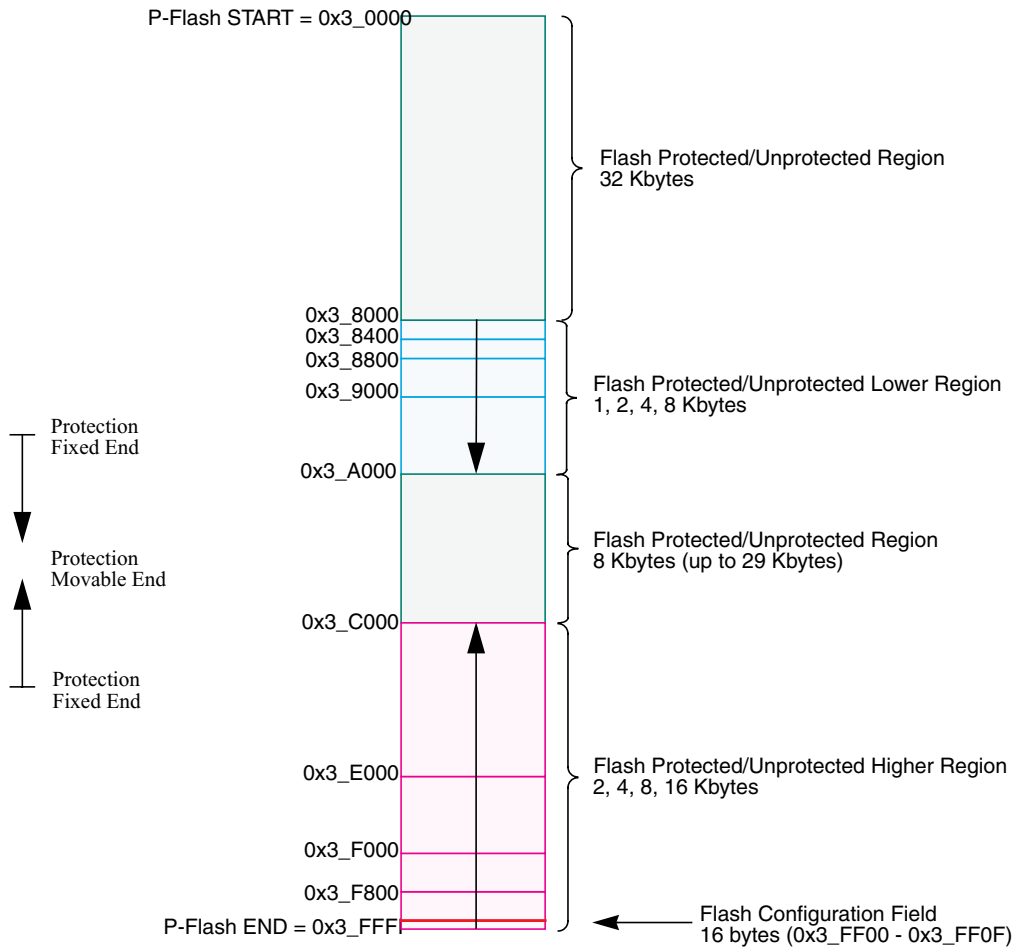 P-Flash START = 0x3_0000
Flash Protected/Unprotected Region
32 Kbytes
0x3_8000
0x3_8400
0x3_8800
0x3_9000
Flash Protected/Unprotected Lower Region
1, 2, 4, 8 Kbytes
Protection
Fixed End
0x3_A000
Protection
Movable End
Flash Protected/Unprotected Region
8 Kbytes (up to 29 Kbytes)
0x3_C000
Protection
Fixed End
0x3_E000
Flash Protected/Unprotected Higher Region
2, 4, 8, 16 Kbytes
0x3_F000
0x3_F800
P-Flash END = 0x3_FFF
Flash Configuration Field
16 bytes (0x3_FF00 - 0x3_FF0F)